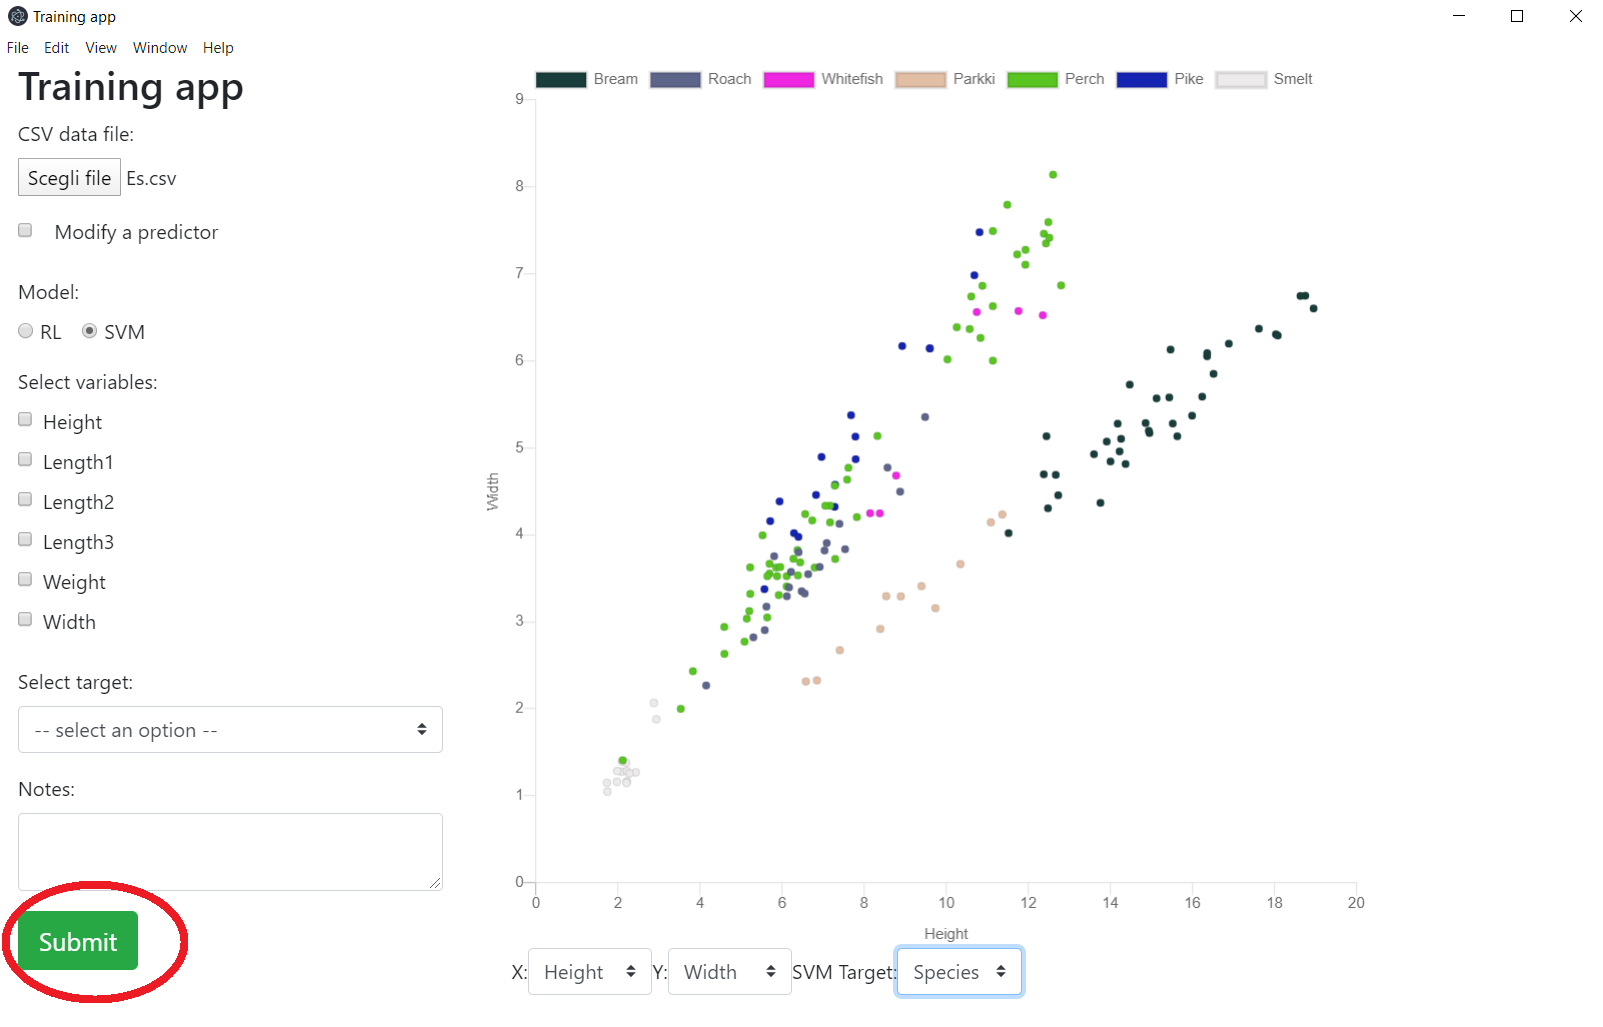 Training app
File Edit View Window Help
Training app
CSV data file:
Scegli file Es.csv
Modify a predictor
Model:
RL SVM
Select variables:
Height
Length1
Length2
Length3
Weight
Width
Select target:
-- select an option --
Notes:
Submit
Bream Roach Whitefish Parkki Perch Pike Smelt
9
8
7
6
5
4
3
2
1
0
Width
0 2 4 6 8 10 12 14 16 18 20
Height
X: Height Y: Width SVM Target: Species